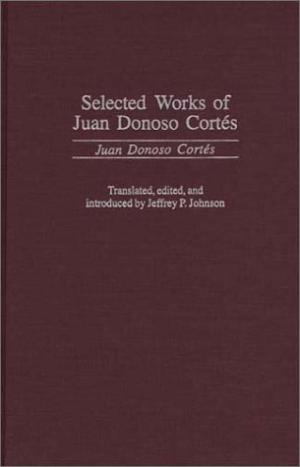 Selected Works of
Juan Donoso Cortés
Juan Donoso Cortés
Translated, edited, and
introduced by Jeffrey P. Johnson